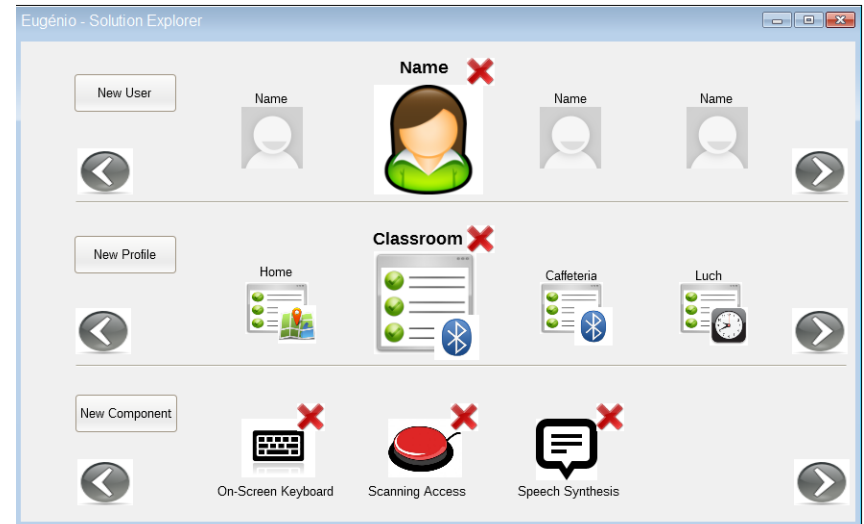 Eugénio - Solution Explorer
Name
New User
Name
Name
Name
Classroom
New Profile
Home
Caffeteria
Luch
New Component
On-Screen Keyboard
Scanning Access
Speech Synthesis